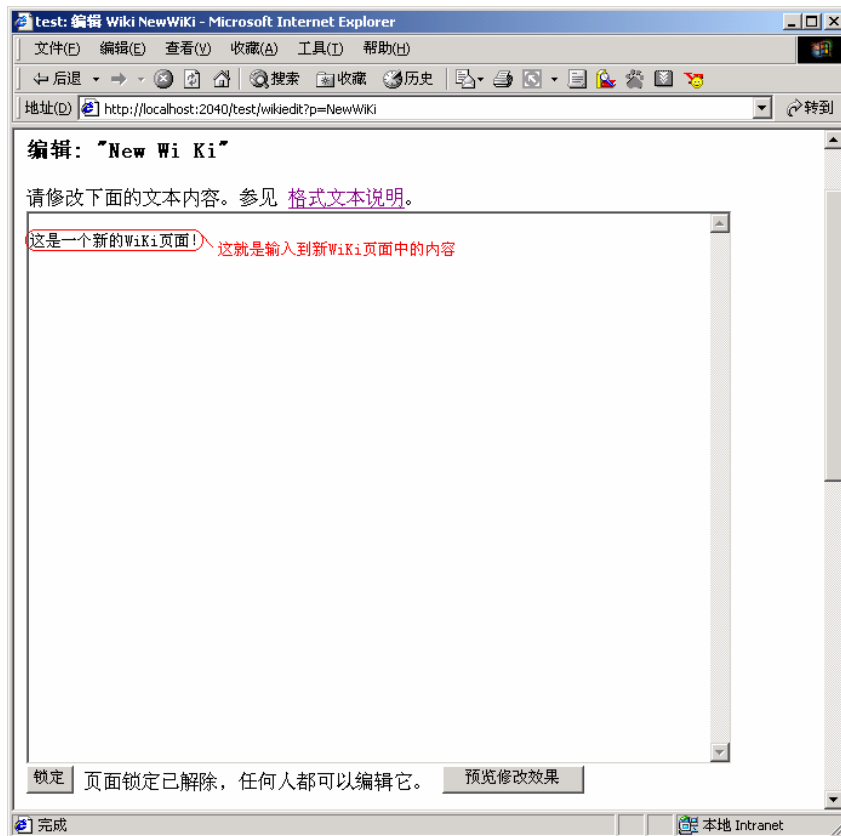 test: 编辑 Wiki NewWiKi - Microsoft Internet Explorer
文件(F) 编辑(E) 查看(V) 收藏(A) 工具(T) 帮助(H)
后退 搜索 收藏 历史
地址(D) http://localhost:2040/test/wikiedit?p=NewWiKi 转到
编辑: "New Wi Ki"
请修改下面的文本内容。参见 格式文本说明。
这是一个新的WiKi页面!
这就是输入到新WiKi页面中的内容
锁定 页面锁定已解除，任何人都可以编辑它。 预览修改效果
完成 本地 Intranet